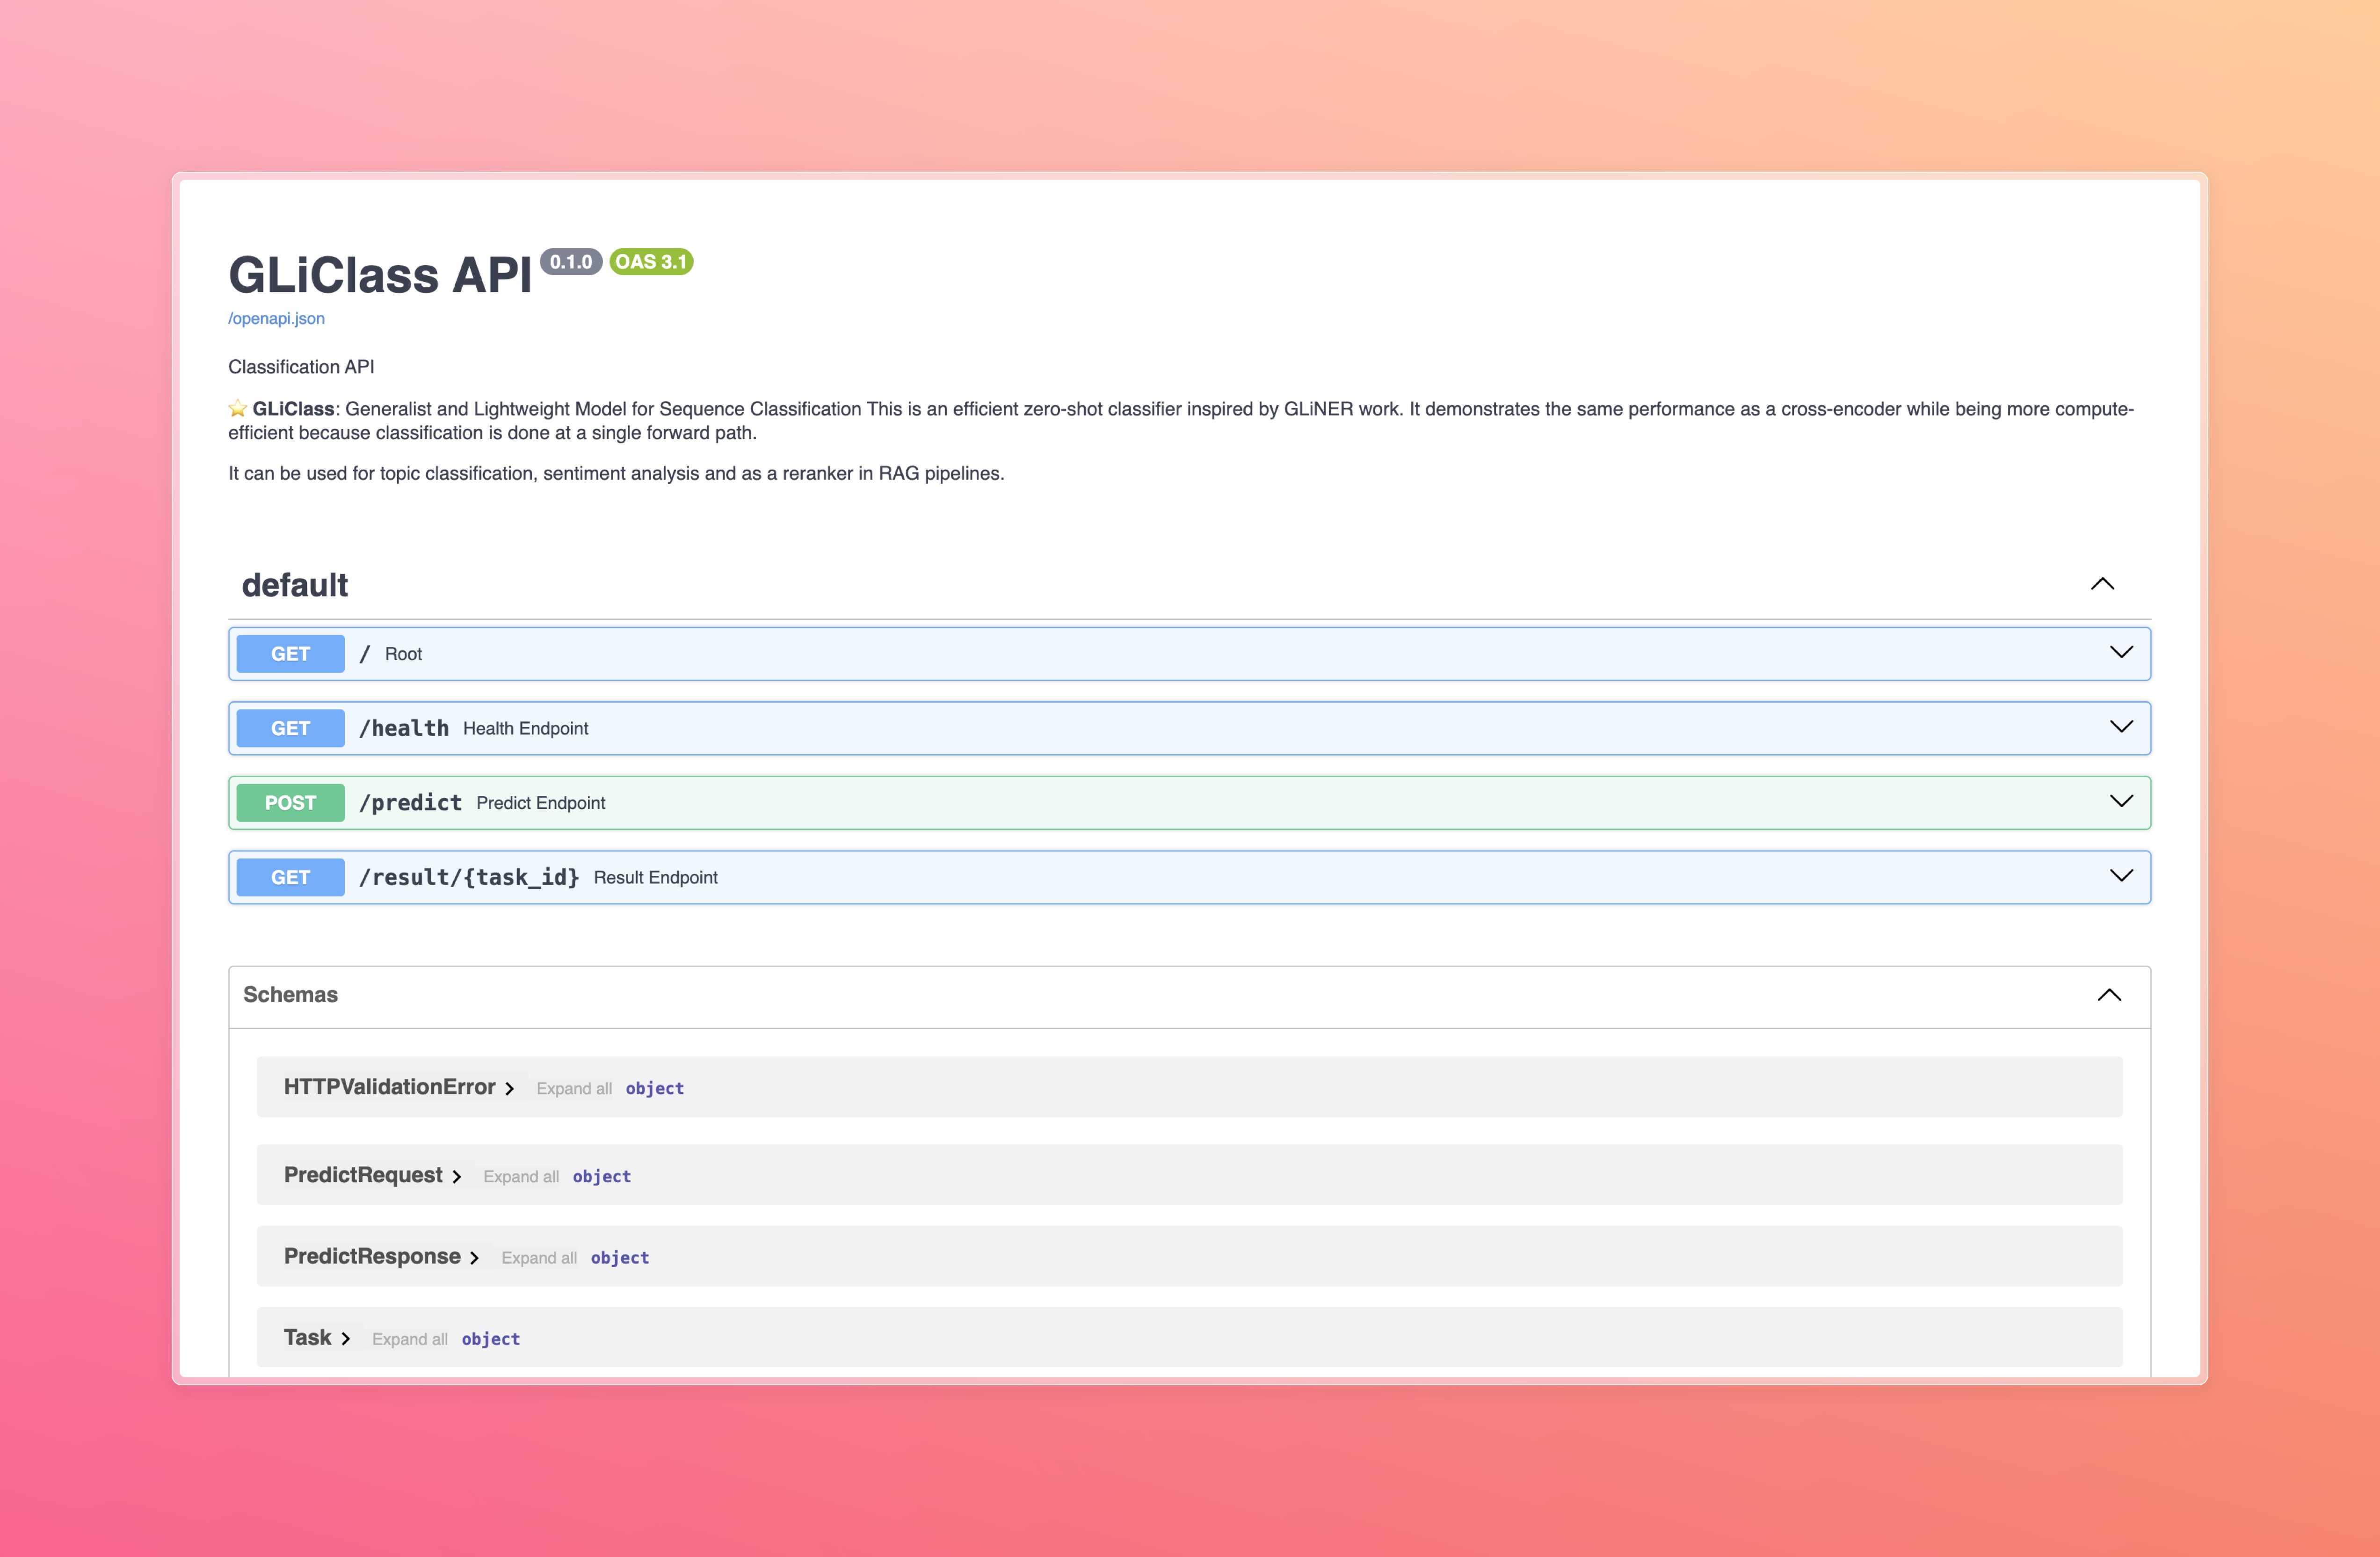 GLiClass API 0.1.0 OAS 3.1
/openapi.json
Classification API
⭐ GLiClass: Generalist and Lightweight Model for Sequence Classification This is an efficient zero-shot classifier inspired by GLiNER work. It demonstrates the same performance as a cross-encoder while being more compute-
efficient because classification is done at a single forward path.
It can be used for topic classification, sentiment analysis and as a reranker in RAG pipelines.
default
GET / Root
GET /health Health Endpoint
POST /predict Predict Endpoint
GET /result/{task_id} Result Endpoint
Schemas
HTTPValidationError Expand all object
PredictRequest Expand all object
PredictResponse Expand all object
Task Expand all object